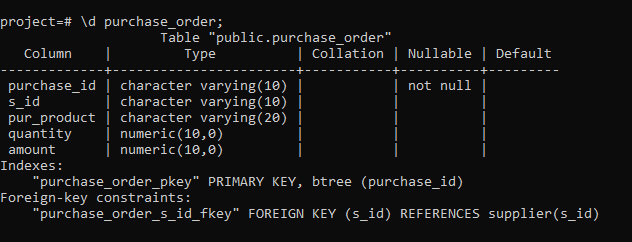 project=# \d purchase_order;
                    Table "public.purchase_order"
   Column    |         Type          | Collation | Nullable | Default
-------------+-----------------------+-----------+----------+---------
 purchase_id | character varying(10) |           | not null |
 s_id        | character varying(10) |           |          |
 pur_product | character varying(20) |           |          |
 quantity    | numeric(10,0)         |           |          |
 amount      | numeric(10,0)         |           |          |
Indexes:
    "purchase_order_pkey" PRIMARY KEY, btree (purchase_id)
Foreign-key constraints:
    "purchase_order_s_id_fkey" FOREIGN KEY (s_id) REFERENCES supplier(s_id)